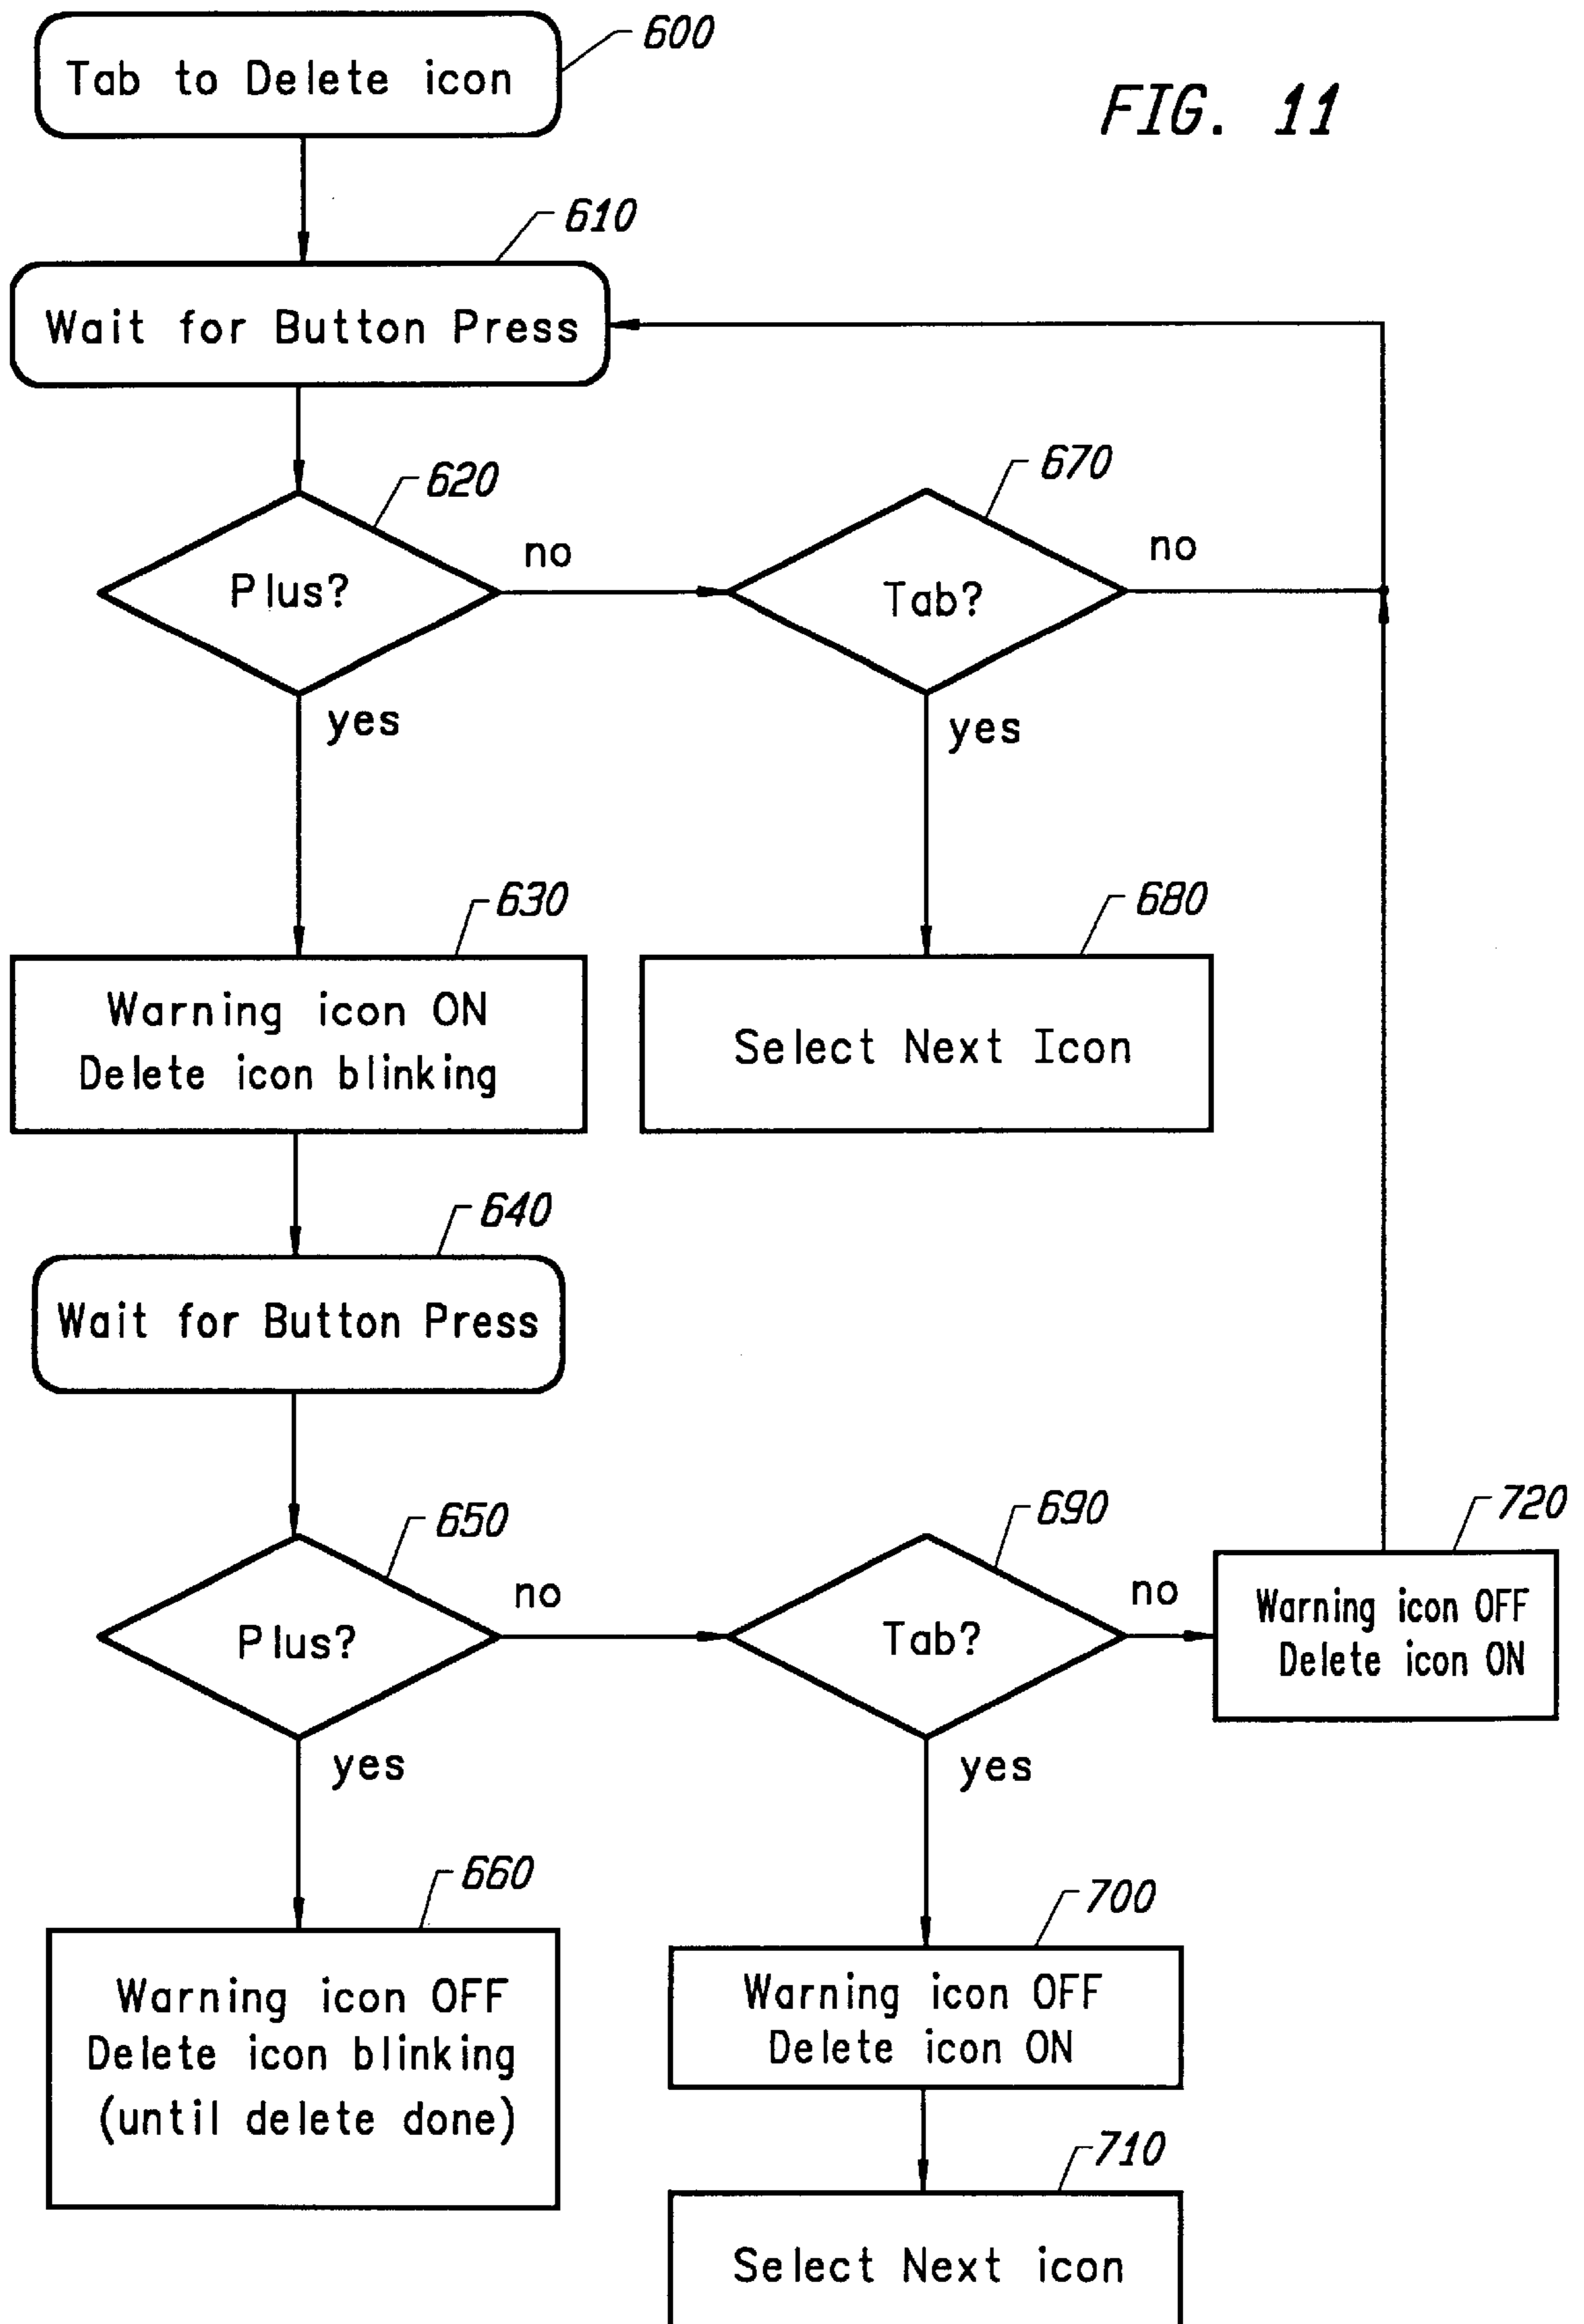 600
Tab to Delete icon
FIG. 11
610
Wait for Button Press
620
670
Plus?
no
Tab?
no
yes
yes
630
680
Warning icon ON
Delete icon blinking
Select Next Icon
640
Wait for Button Press
650
690
720
Plus?
no
Tab?
no
Warning icon OFF
Delete icon ON
yes
yes
660
700
Warning icon OFF
Delete icon blinking
(until delete done)
Warning icon OFF
Delete icon ON
710
Select Next icon